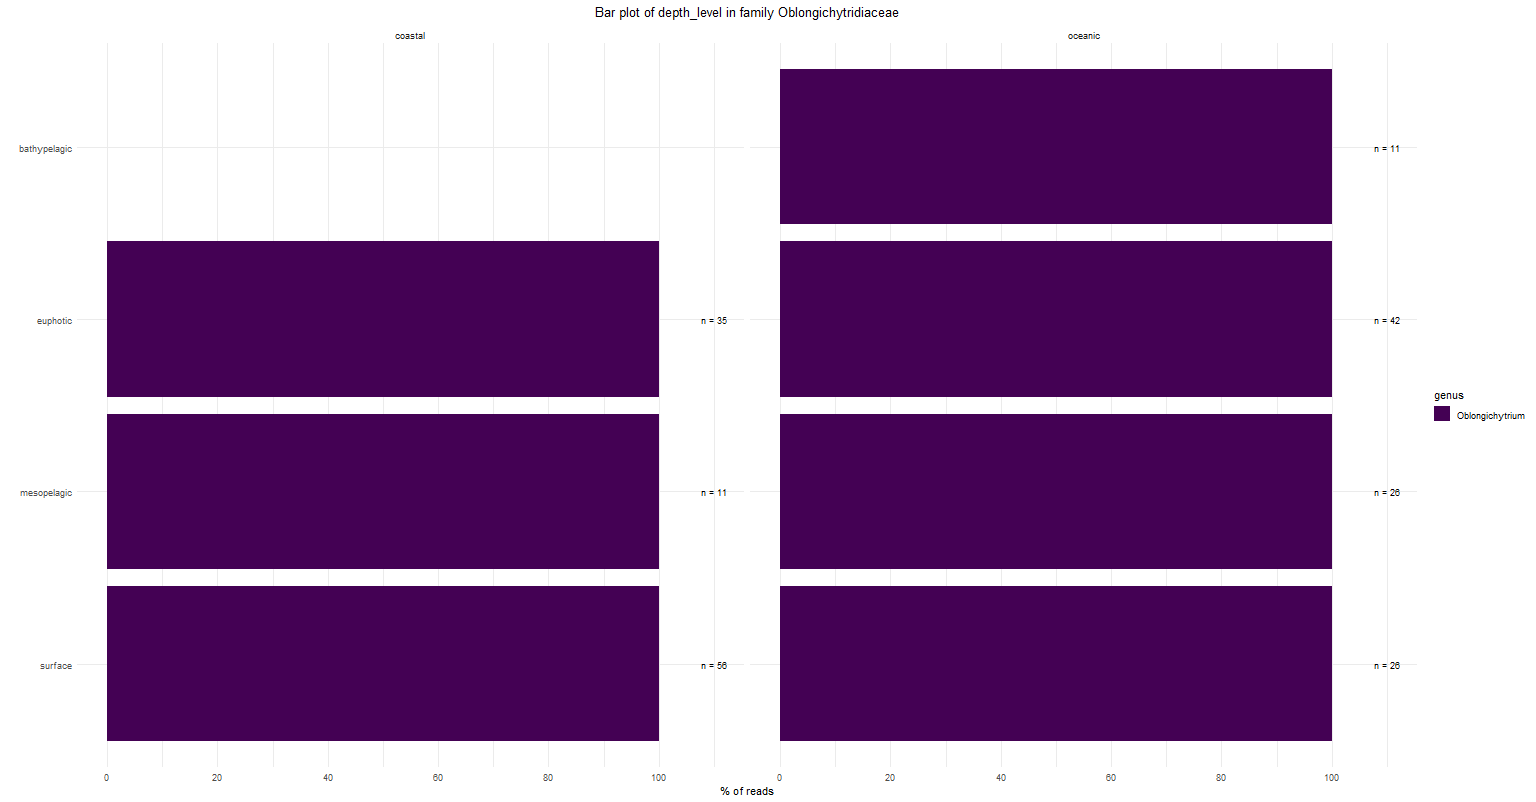 Bar plot of depth_level in family Oblongichytridiaceae
coastal
oceanic
bathypelagic
n = 11
euphotic
n = 35
n = 42
mesopelagic
n = 11
n = 26
surface
n = 56
n = 26
0 20 40 60 80 100
0 20 40 60 80 100
% of reads
genus
Oblongichytrium